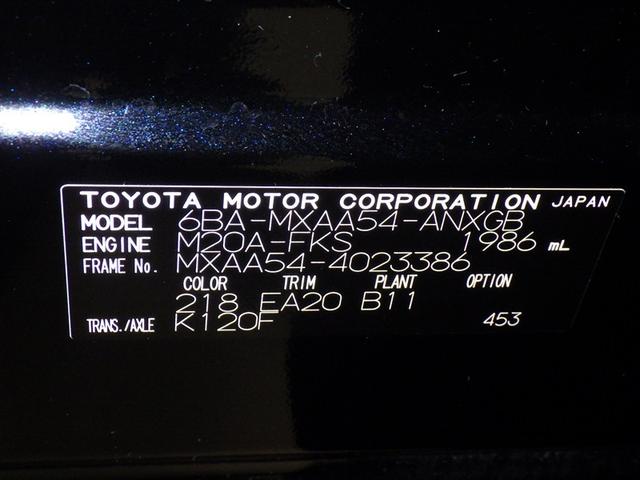 TOYOTA MOTOR CORPORATION JAPAN
MODEL 6BA-MXAA54-ANXGB
ENGINE M20A-FKS 1986 mL
FRAME No. MXAA54-4023386
COLOR TRIM PLANT OPTION
218 EA20 B11
TRANS./AXLE K120F 453